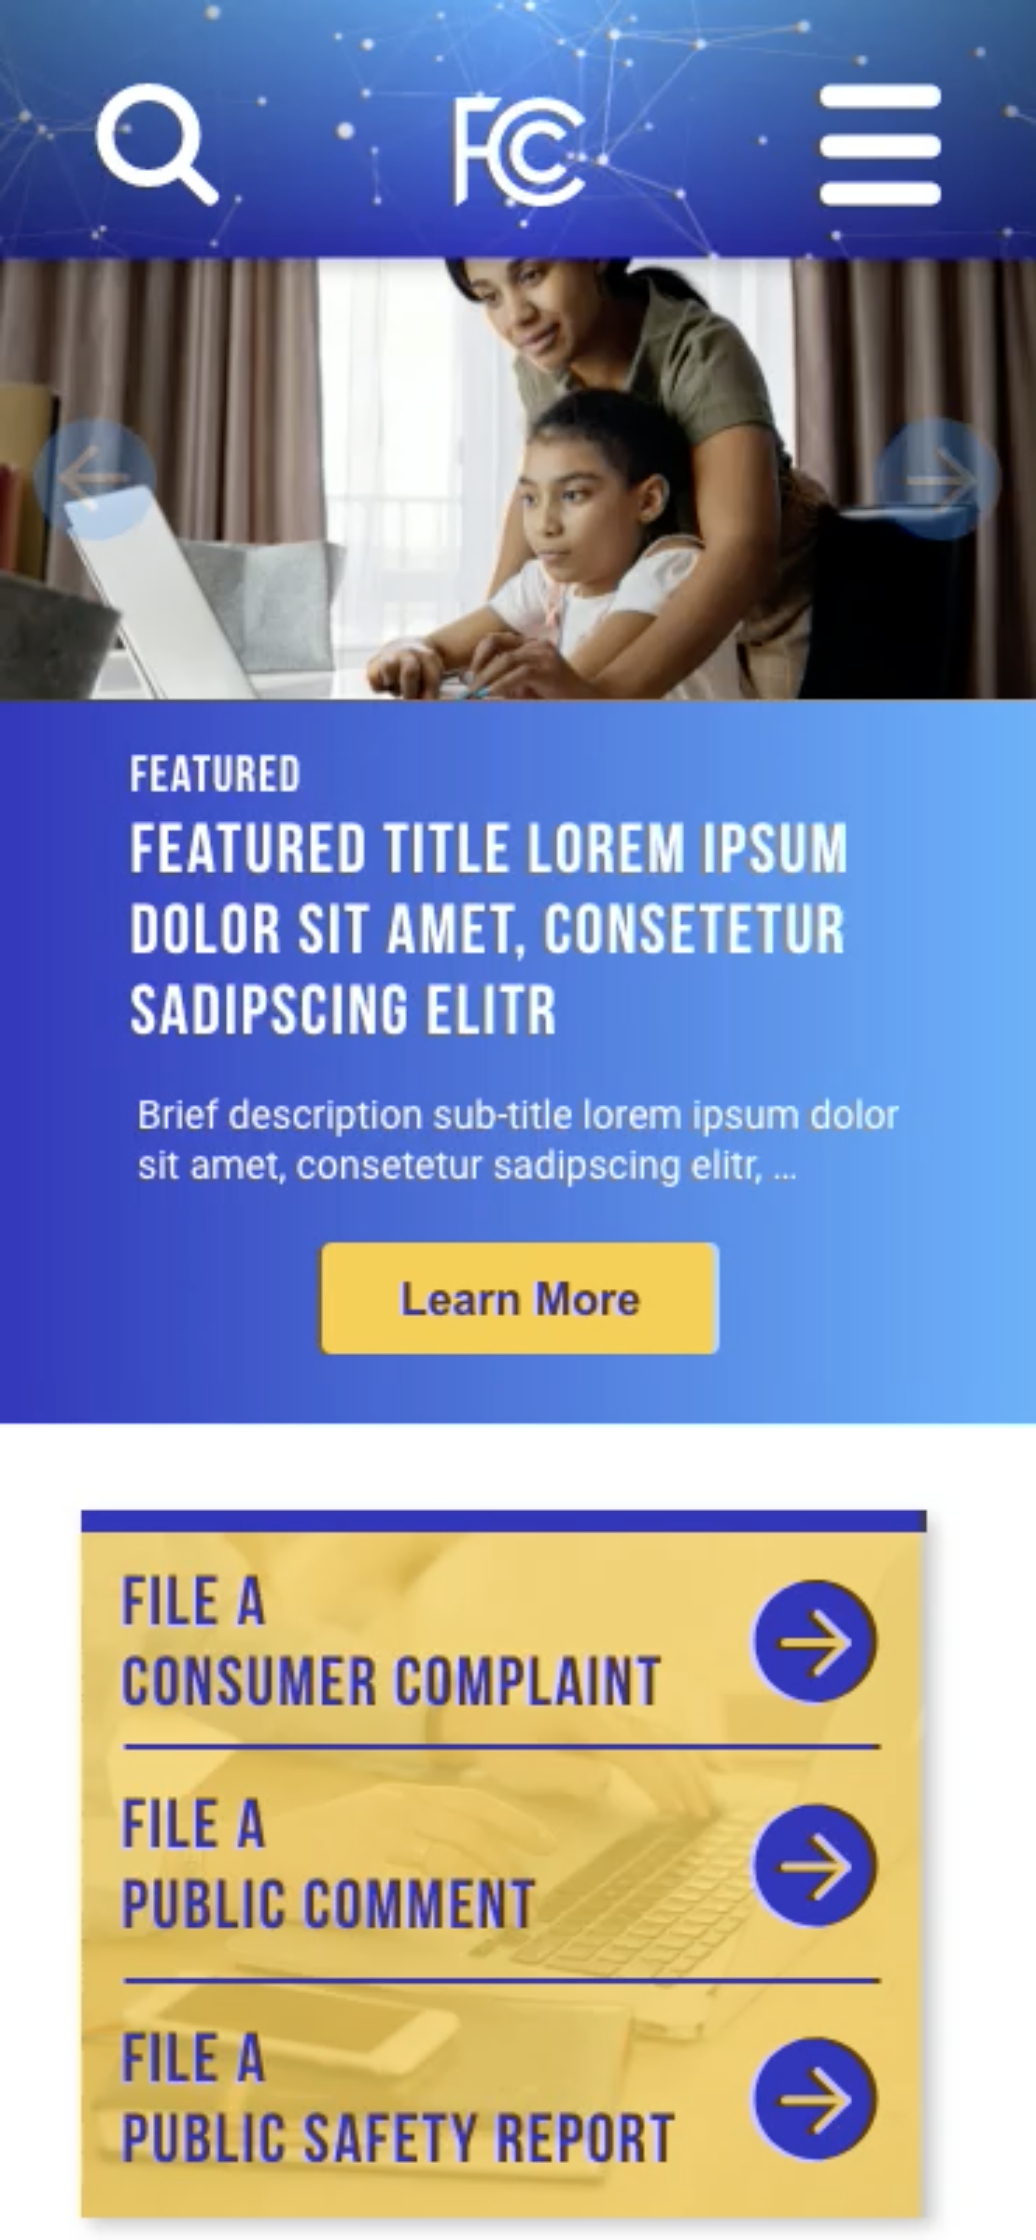 FCC
FEATURED
FEATURED TITLE LOREM IPSUM
DOLOR SIT AMET, CONSETETUR
SADIPSCING ELITR
Brief description sub-title lorem ipsum dolor
sit amet, consetetur sadipscing elitr, ...
Learn More
FILE A
CONSUMER COMPLAINT
FILE A
PUBLIC COMMENT
FILE A
PUBLIC SAFETY REPORT